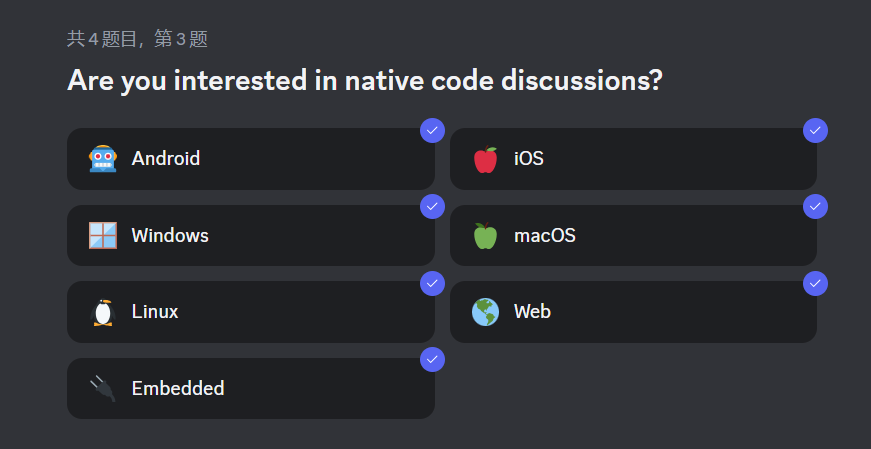 共4题目，第3题
Are you interested in native code discussions?
Android
iOS
Windows
macOS
Linux
Web
Embedded